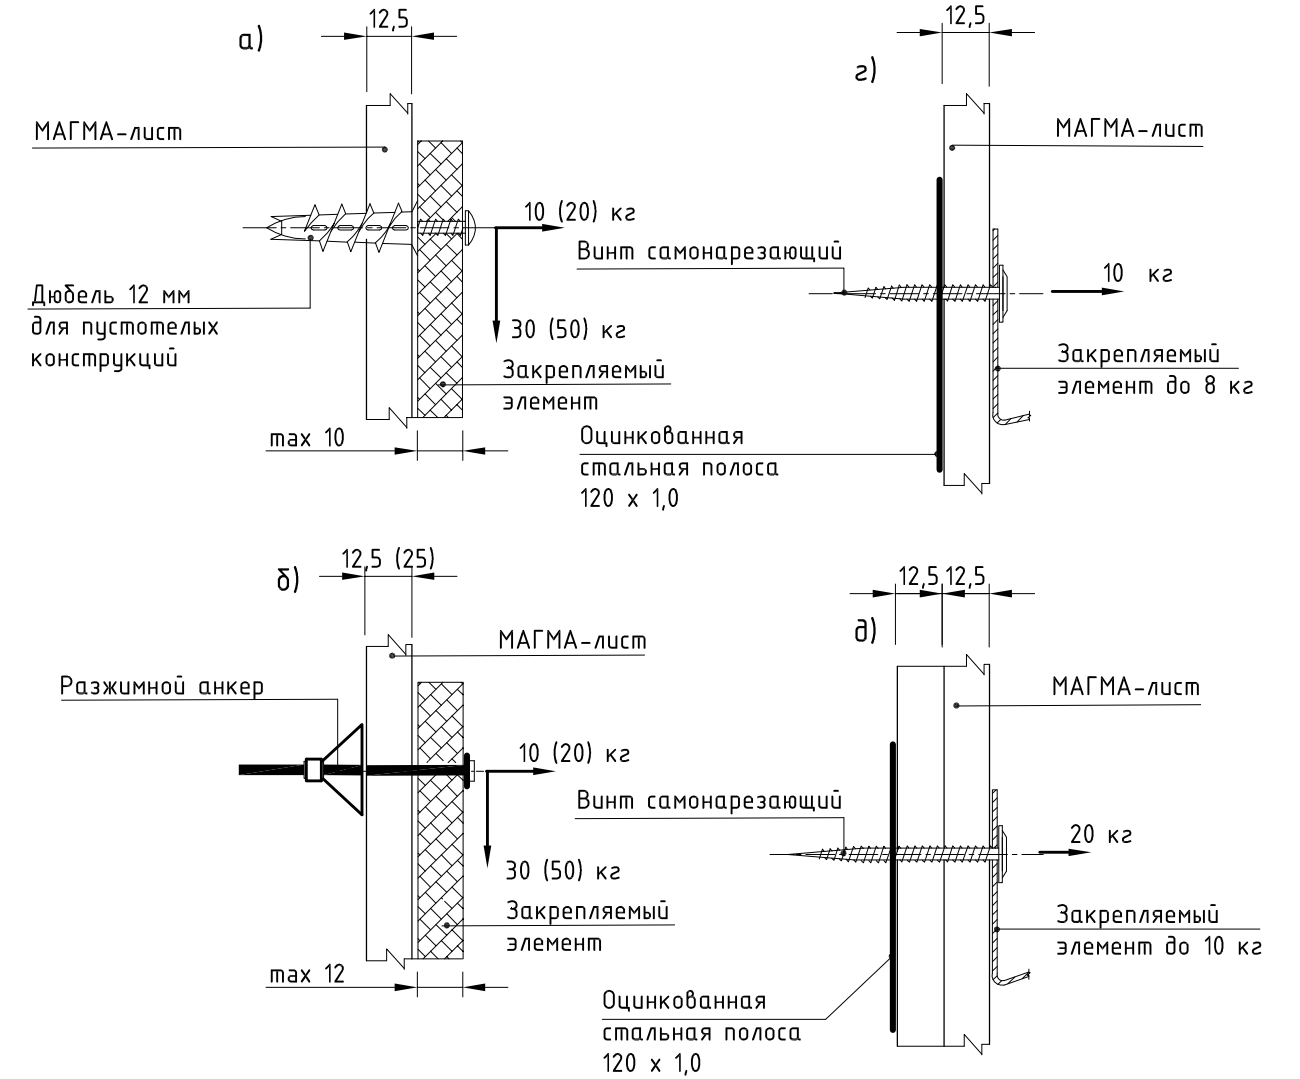 а)
12,5
МАГМА-лист
10 (20) кг
Дюбель 12 мм
для пустотелых
конструкций
30 (50) кг
Закрепляемый
элемент
max 10
г)
12,5
МАГМА-лист
Винт самонарезающий
10 кг
Закрепляемый
элемент до 8 кг
Оцинкованная
стальная полоса
120 х 1,0
б)
12,5 (25)
МАГМА-лист
Разжимной анкер
10 (20) кг
30 (50) кг
Закрепляемый
элемент
max 12
д)
12,5 12,5
МАГМА-лист
Винт самонарезающий
20 кг
Закрепляемый
элемент до 10 кг
Оцинкованная
стальная полоса
120 х 1,0